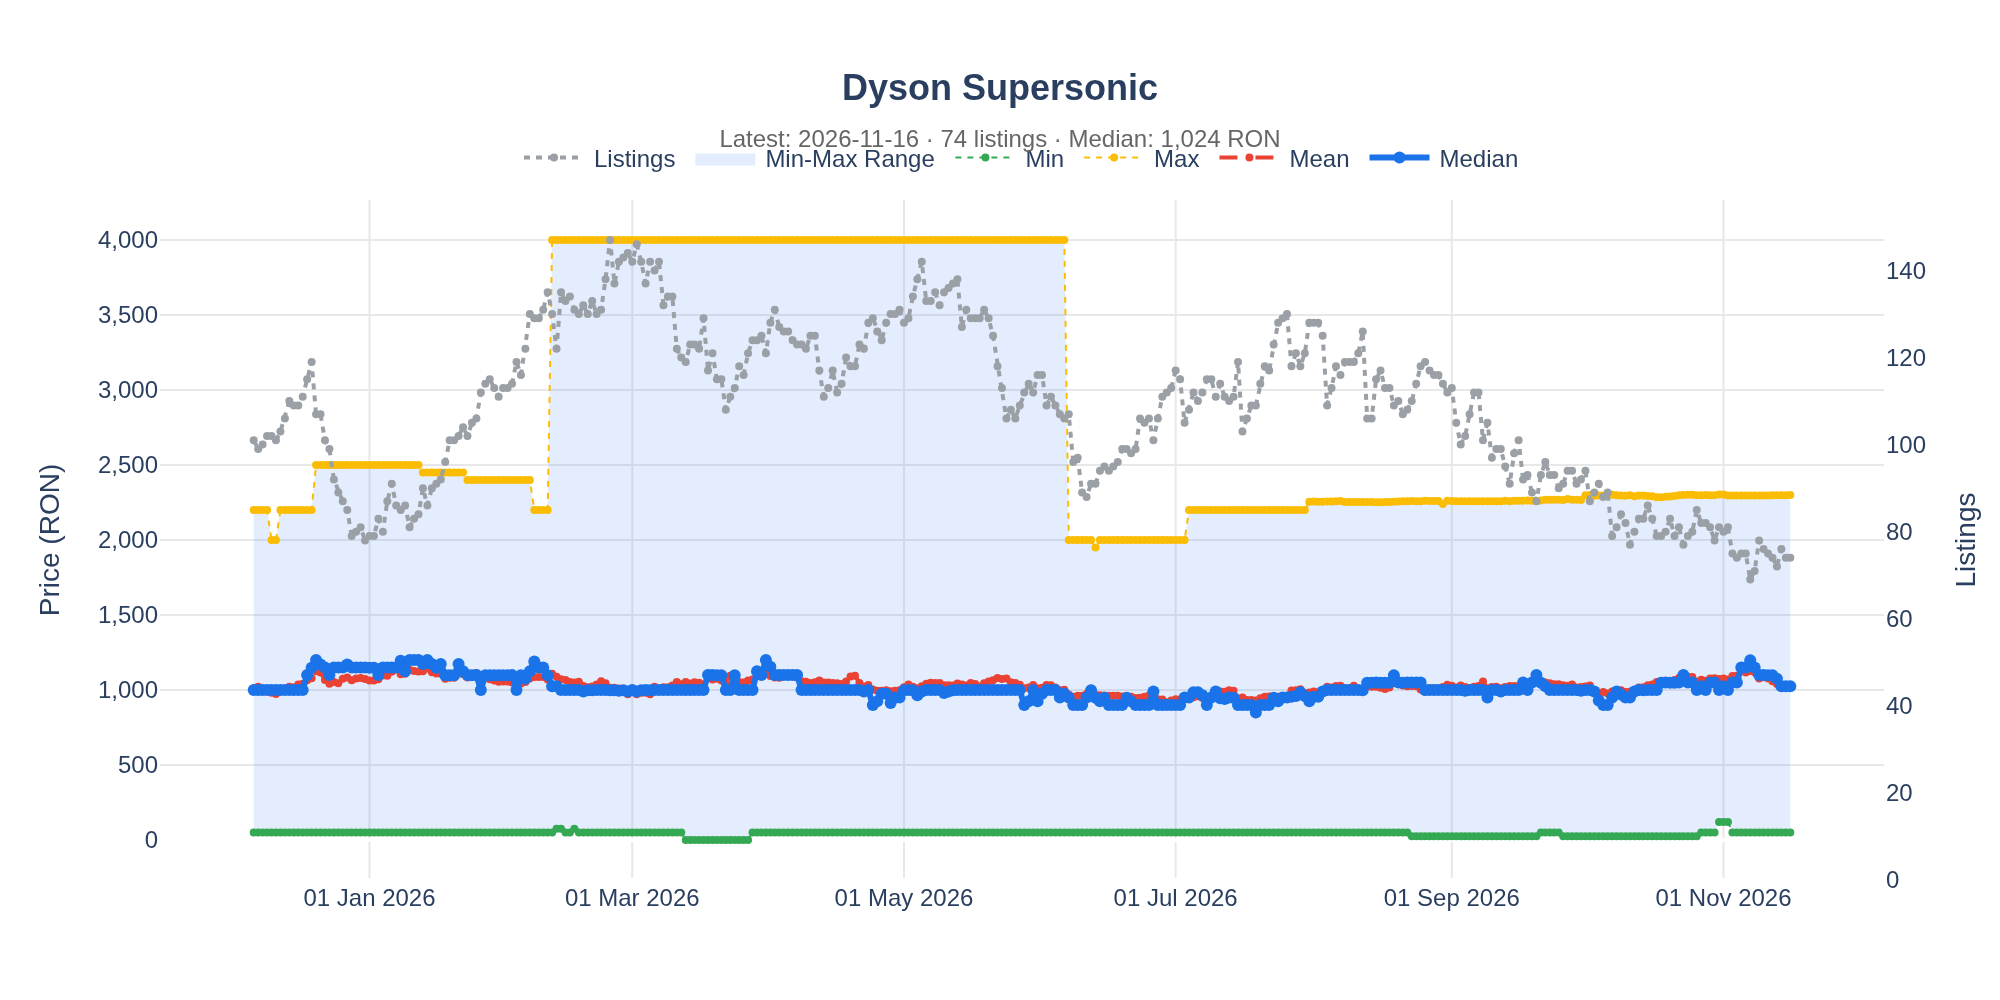 Dyson Supersonic
Latest: 2026-11-16 · 74 listings · Median: 1,024 RON
Listings Min-Max Range Min Max Mean Median
4,000
3,500
3,000
2,500
2,000
1,500
1,000
500
0
Price (RON)
140
120
100
80
60
40
20
0
Listings
01 Jan 2026 01 Mar 2026 01 May 2026 01 Jul 2026 01 Sep 2026 01 Nov 2026